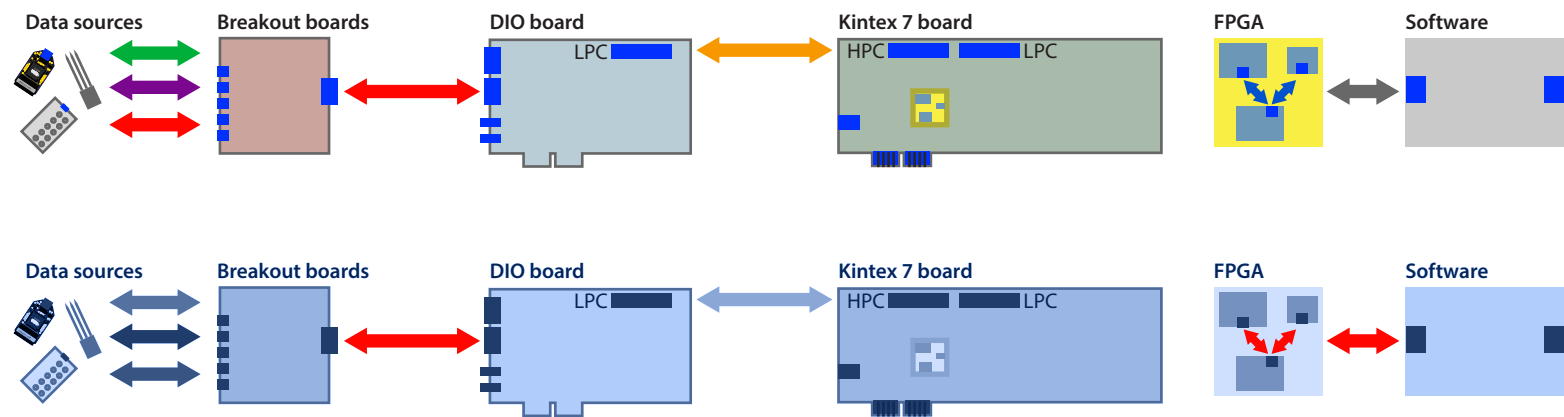 Data sources Breakout boards DIO board Kintex 7 board FPGA Software
LPC HPC LPC
Data sources Breakout boards DIO board Kintex 7 board FPGA Software
LPC HPC LPC